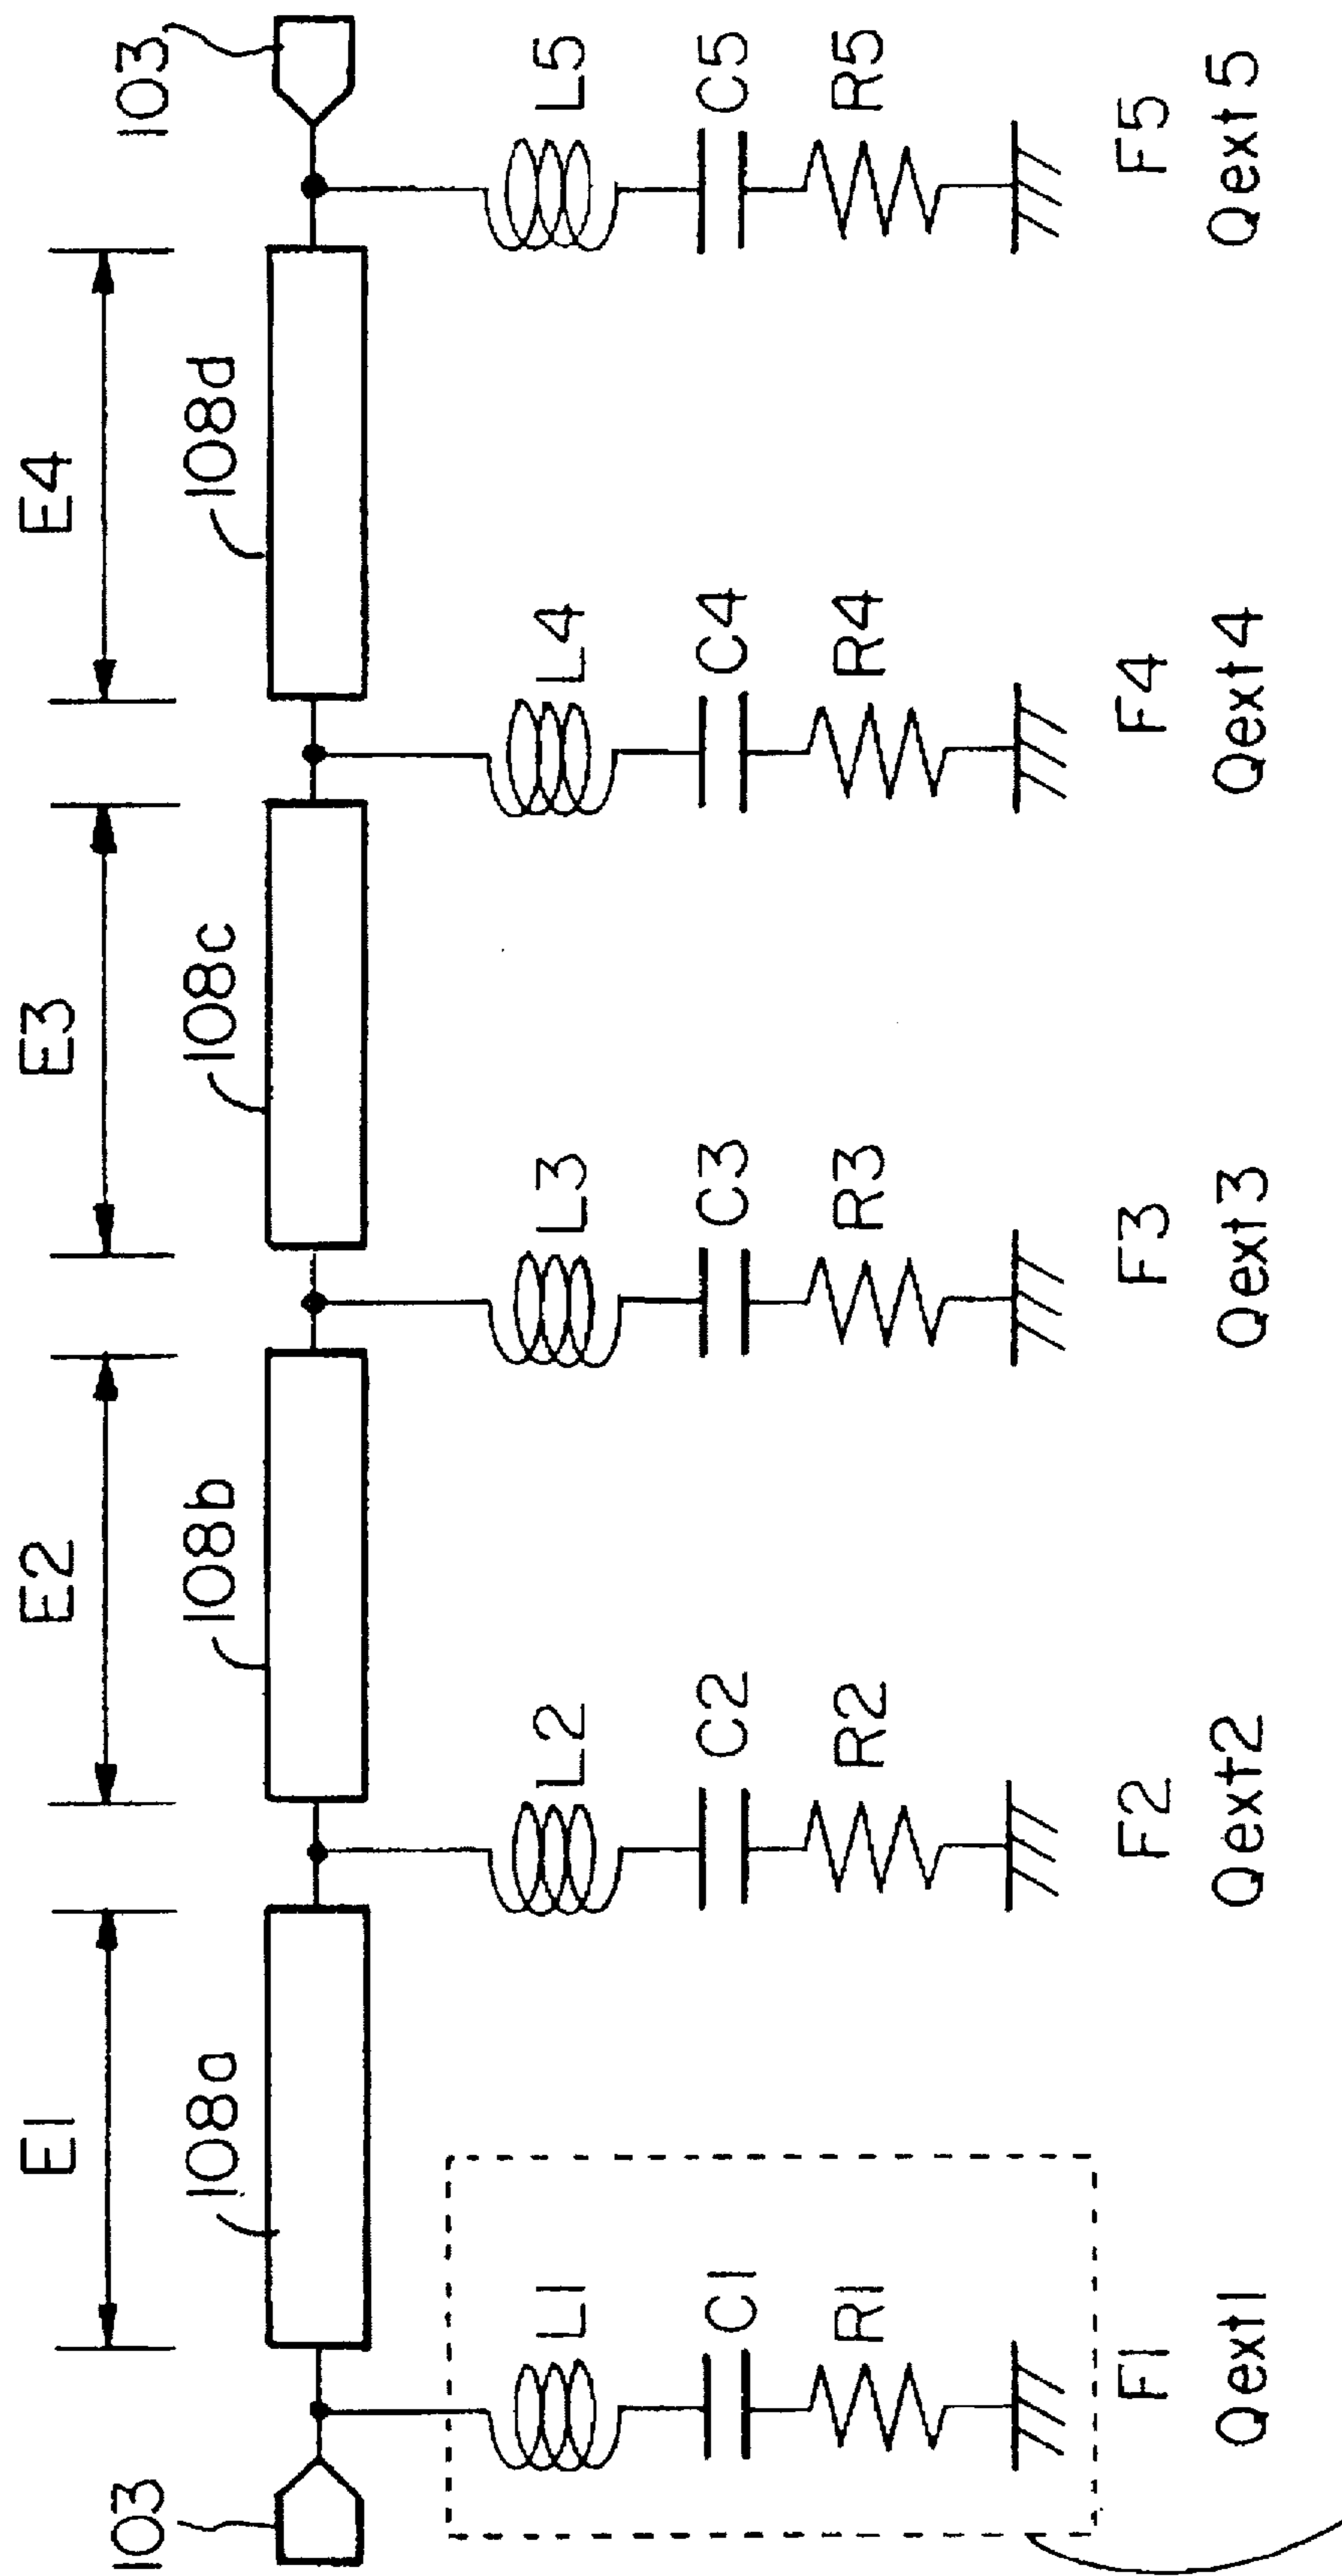 E1 E2 E3 E4
103 108a 108b 108c 108d 103
L1 L2 L3 L4 L5
C1 C2 C3 C4 C5
R1 R2 R3 R4 R5
F1 F2 F3 F4 F5
Qext1 Qext2 Qext3 Qext4 Qext5